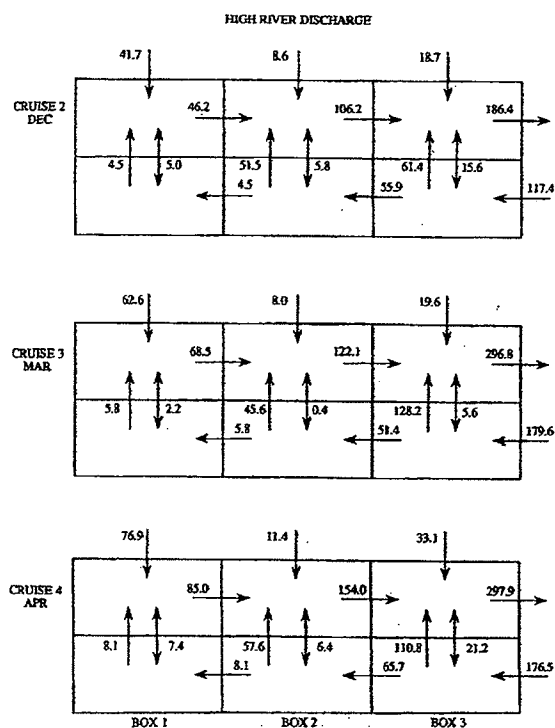 HIGH RIVER DISCHARGE
41.7 8.6 18.7
CRUISE 2
DEC
46.2 106.2 186.4
4.5 5.0 51.5 5.8 61.4 15.6
4.5 55.9 117.4
62.6 8.0 19.6
CRUISE 3
MAR
68.5 122.1 296.8
5.8 2.2 45.6 0.4 128.2 5.6
5.8 51.4 179.6
76.9 11.4 33.1
CRUISE 4
APR
85.0 154.0 297.9
8.1 7.4 57.6 6.4 110.8 21.2
8.1 65.7 176.5
BOX 1 BOX 2 BOX 3